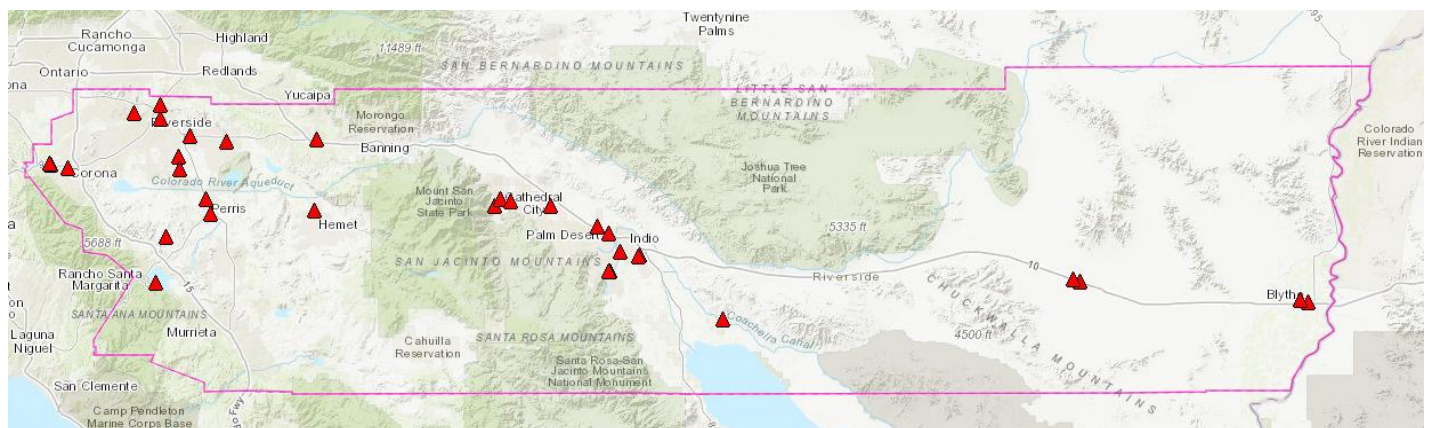 Twentynine
Palms
Rancho
Cucamonga
Highland
11489 ft
Ontario
Redlands
SAN BERNARDINO MOUNTAINS
ona
Yucaipa
LITTLE SAN
BERNARDINO
MOUNTAINS
Morongo
Reservation
Riverside
Colorado
River Indian
Reservation
Banning
Corona
Joshua Tree
National
Park
Colorado River Aqueduct
Mount San
Jacinto
State Park
Cathedral
City
Perris
Hemet
a
5688 ft
5335 ft
Palm Desert
Indio
SAN JACINTO MOUNTAINS
10
Rancho Santa
Margarita
Riverside
15
Blyth
SANTA ANA MOUNTAINS
CHUCKWALLA MOUNTAINS
Coachella Canal
Laguna
Niguel
Murrieta
Cahuilla
Reservation
SANTA ROSA MOUNTAINS
4500 ft
Santa Rosa-San
Jacinto Mountains
National Monument
San Clemente
Camp Pendleton
Marine Corps Base